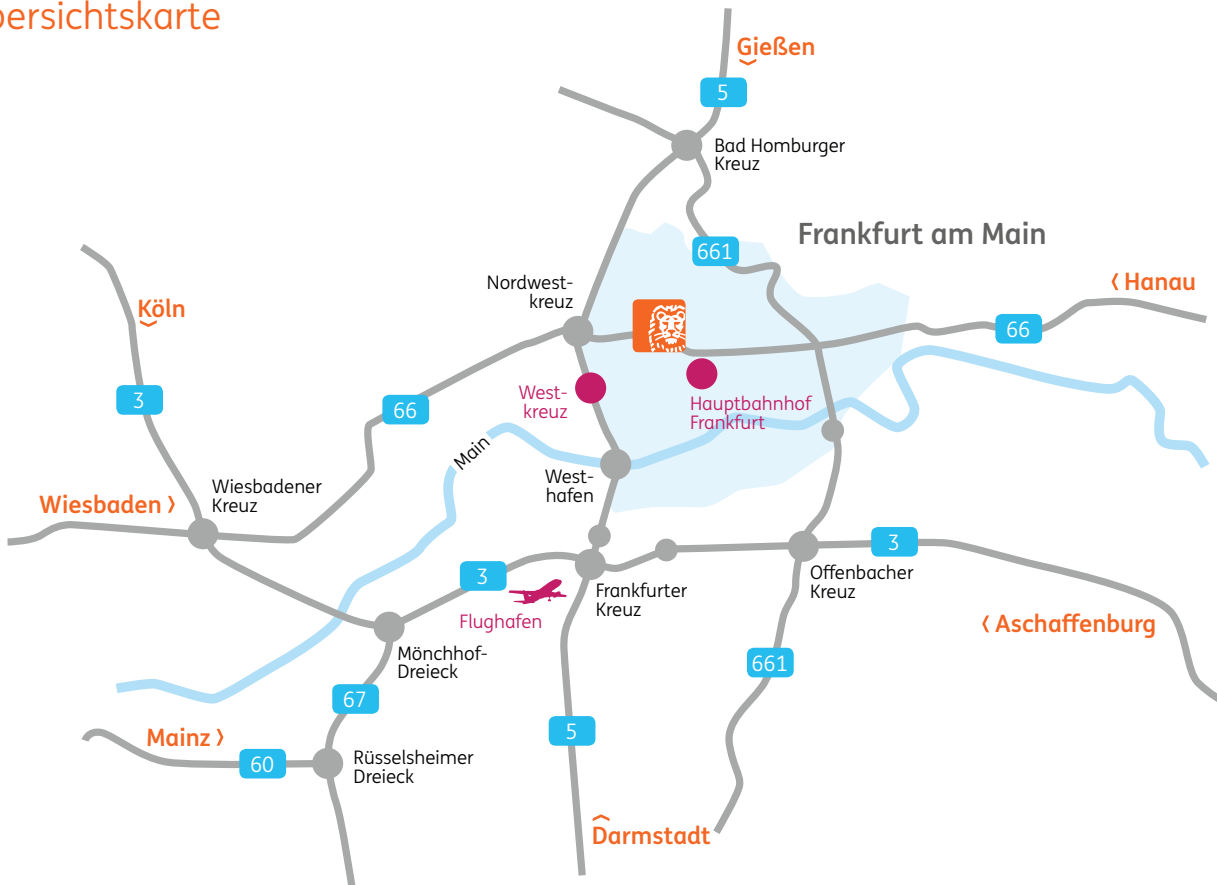 bersichtskarte
Gießen
5
Bad Homburger
Kreuz
661
Frankfurt am Main
Hanau
Nordwest-
kreuz
Köln
66
3
66
West-
kreuz
Hauptbahnhof
Frankfurt
Main
West-
hafen
Wiesbaden
Wiesbadener
Kreuz
3
3
Offenbacher
Kreuz
Frankfurter
Kreuz
Flughafen
Aschaffenburg
Mönchhof-
Dreieck
661
67
5
Mainz
60
Rüsselsheimer
Dreieck
Darmstadt